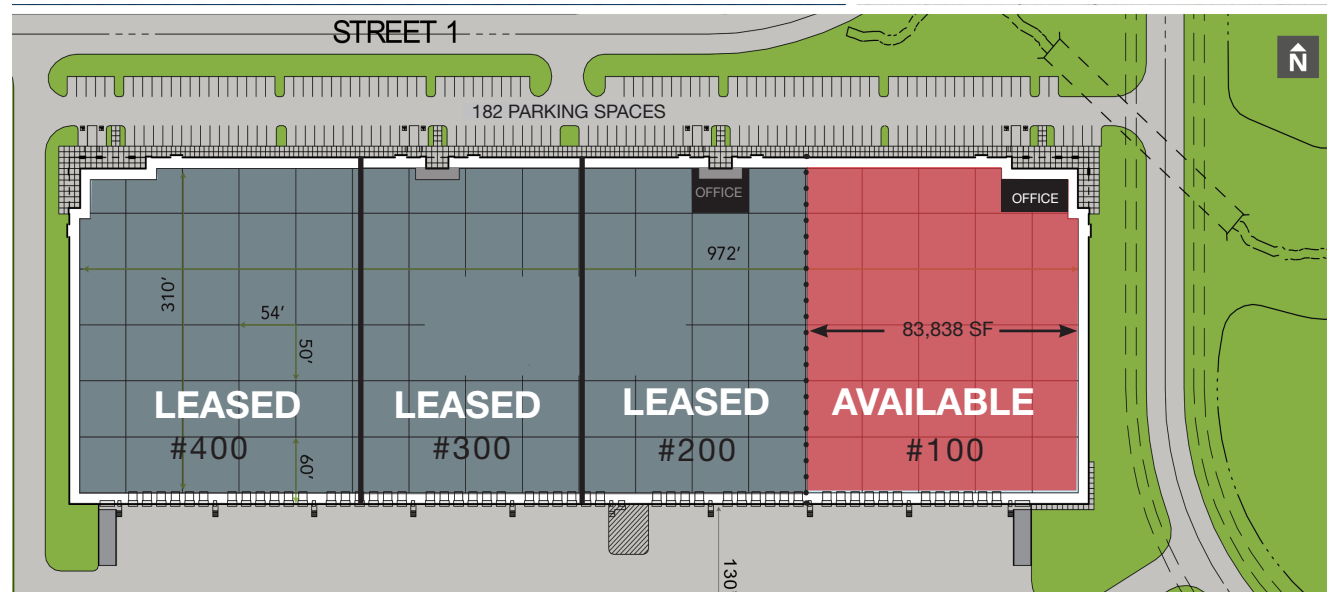 STREET 1
N
182 PARKING SPACES
OFFICE
OFFICE
972'
310'
54'
83,838 SF
50'
LEASED
#400
LEASED
#300
LEASED
#200
AVAILABLE
#100
60'
130'